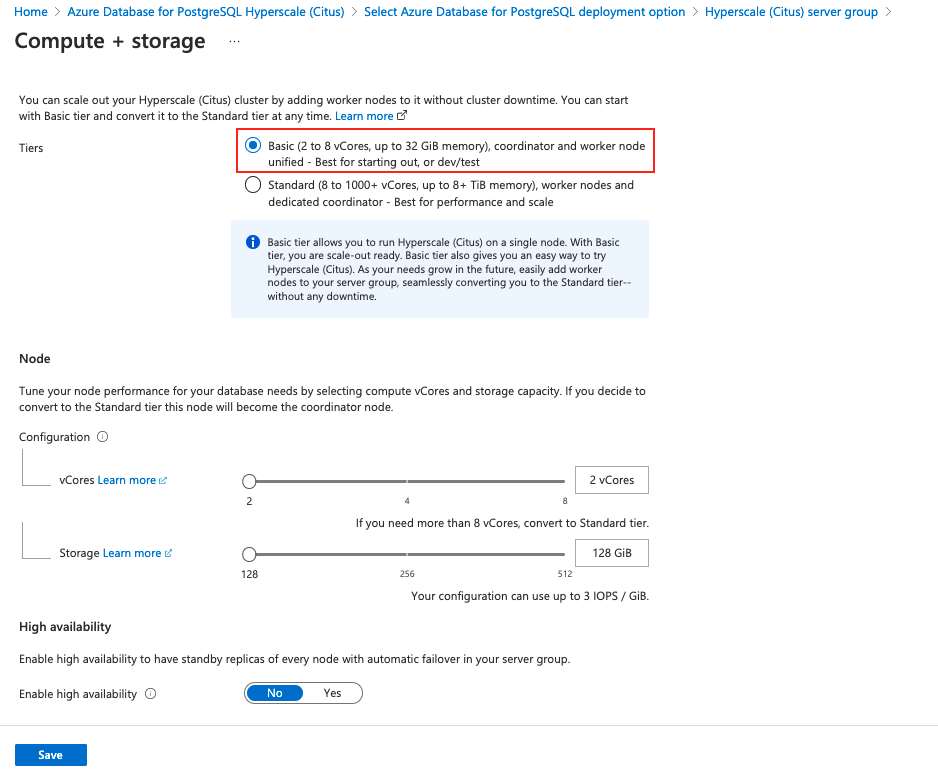 Home > Azure Database for PostgreSQL Hyperscale (Citus) > Select Azure Database for PostgreSQL deployment option > Hyperscale (Citus) server group >
Compute + storage ...
You can scale out your Hyperscale (Citus) cluster by adding worker nodes to it without cluster downtime. You can start
with Basic tier and convert it to the Standard tier at any time. Learn more
Tiers
Basic (2 to 8 vCores, up to 32 GiB memory), coordinator and worker node
unified - Best for starting out, or dev/test
Standard (8 to 1000+ vCores, up to 8+ TiB memory), worker nodes and
dedicated coordinator - Best for performance and scale
Basic tier allows you to run Hyperscale (Citus) on a single node. With Basic
tier, you are scale-out ready. Basic tier also gives you an easy way to try
Hyperscale (Citus). As your needs grow in the future, easily add worker
nodes to your server group, seamlessly converting you to the Standard tier--
without any downtime.
Node
Tune your node performance for your database needs by selecting compute vCores and storage capacity. If you decide to
convert to the Standard tier this node will become the coordinator node.
Configuration
vCores Learn more
2 vCores
2 4 8
If you need more than 8 vCores, convert to Standard tier.
Storage Learn more
128 GiB
128 256 512
Your configuration can use up to 3 IOPS / GiB.
High availability
Enable high availability to have standby replicas of every node with automatic failover in your server group.
Enable high availability No Yes
Save